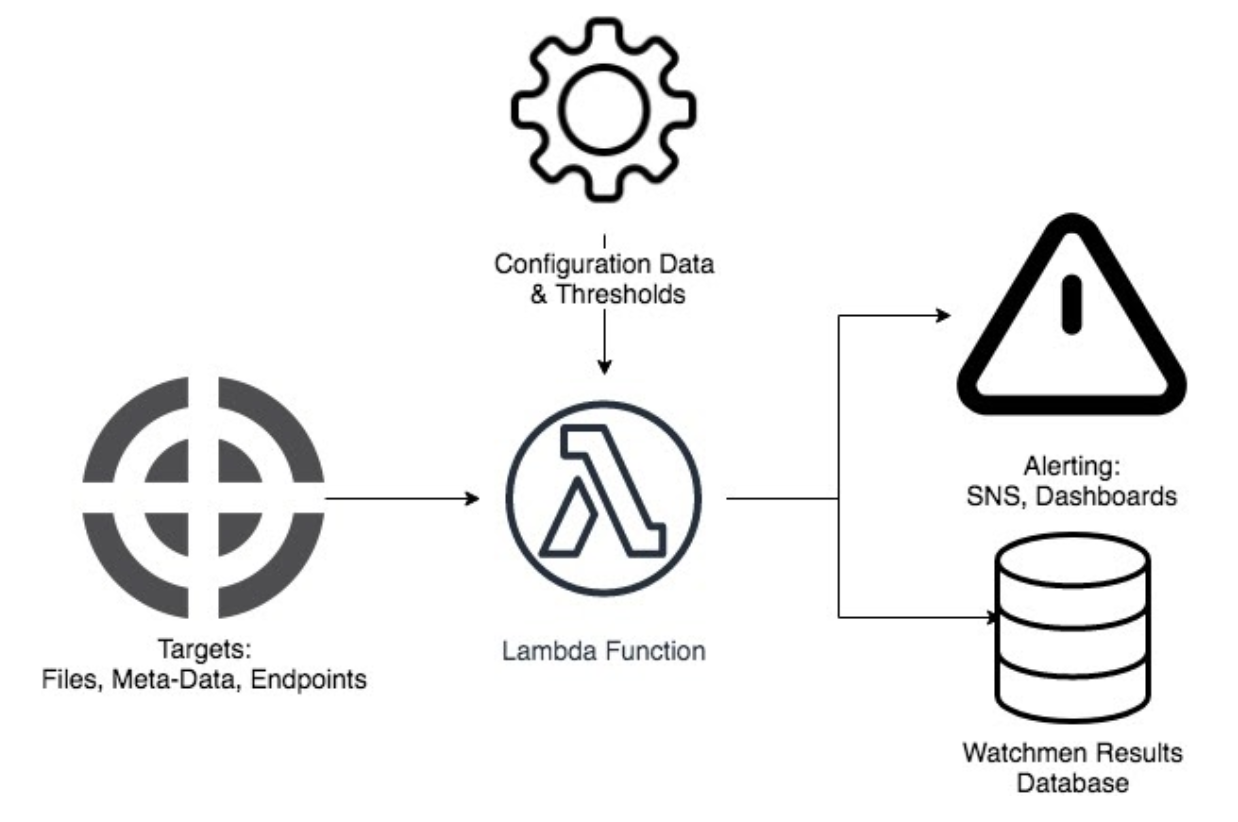 Configuration Data
& Thresholds
Alerting:
SNS, Dashboards
Targets:
Files, Meta-Data, Endpoints
Lambda Function
Watchmen Results
Database